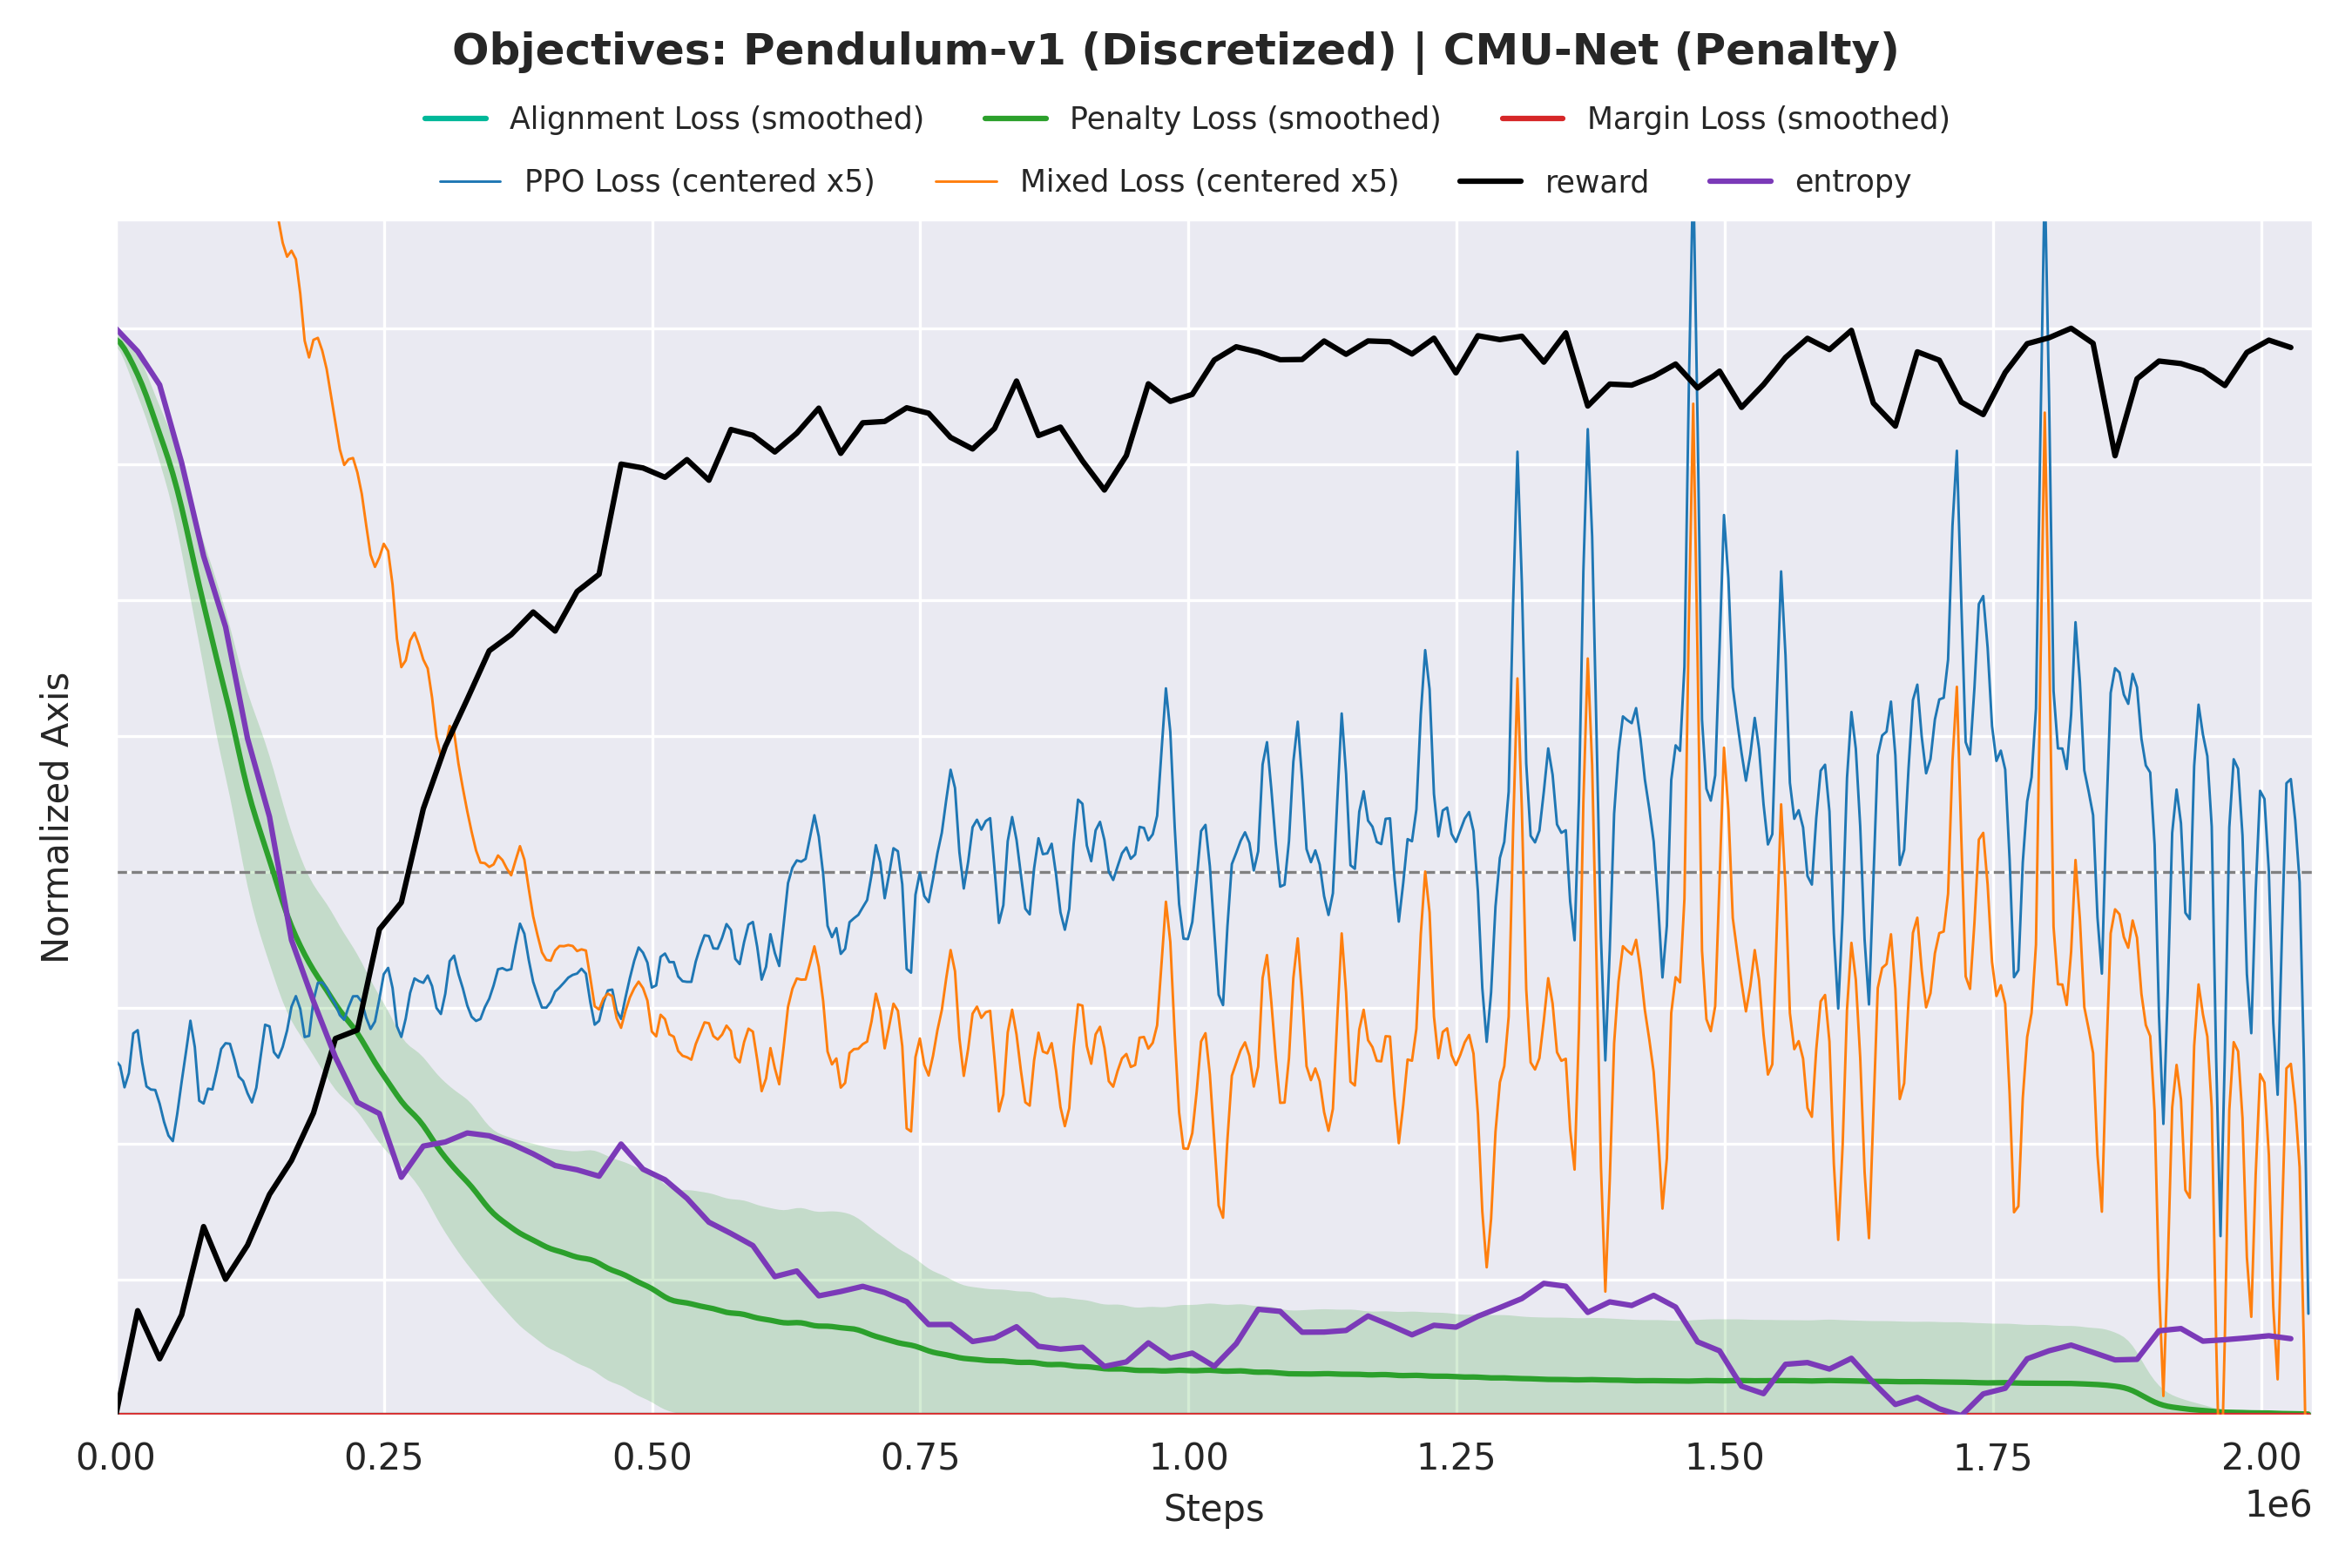 Objectives: Pendulum-v1 (Discretized) | CMU-Net (Penalty)
Alignment Loss (smoothed) Penalty Loss (smoothed) Margin Loss (smoothed)
PPO Loss (centered x5) Mixed Loss (centered x5) reward entropy
Normalized Axis
0.00 0.25 0.50 0.75 1.00 1.25 1.50 1.75 2.00
Steps
1e6